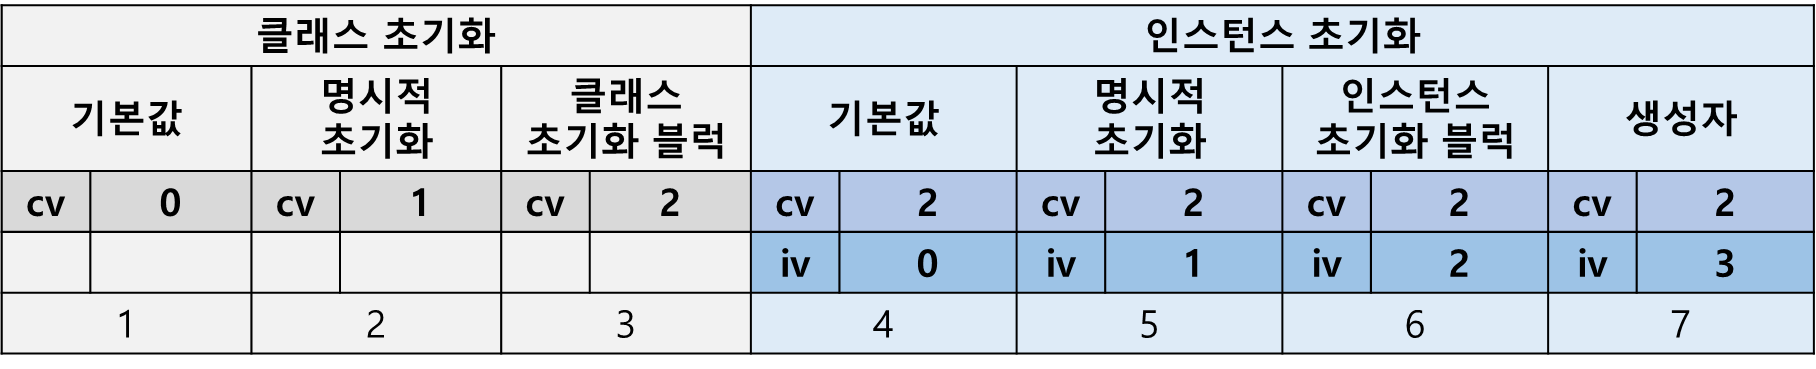 클래스 초기화 인스턴스 초기화
기본값 명시적 초기화 클래스 초기화 블럭 기본값 명시적 초기화 인스턴스 초기화 블럭 생성자
cv 0 cv 1 cv 2 cv 2 cv 2 cv 2 cv 2
iv 0 iv 1 iv 2 iv 3
1 2 3 4 5 6 7